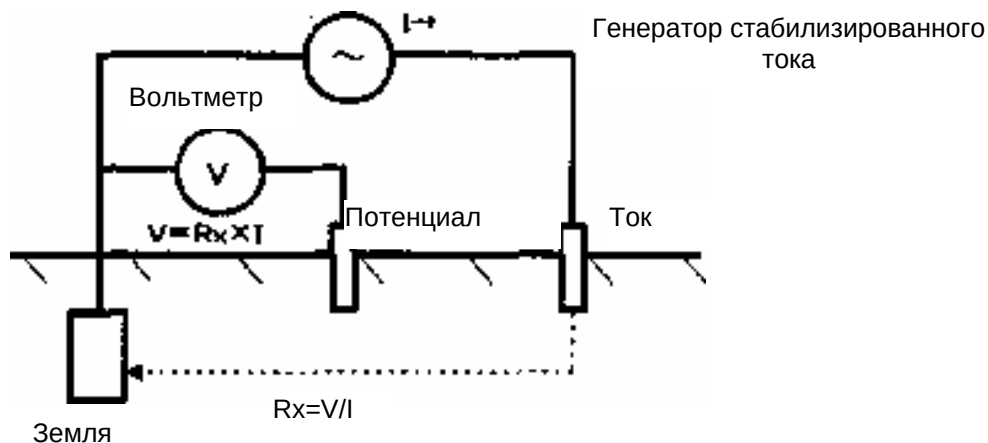 I→
Генератор стабилизированного
тока
~
Вольтметр
V
V=Rx×I
Потенциал
Ток
Rx=V/I
Земля